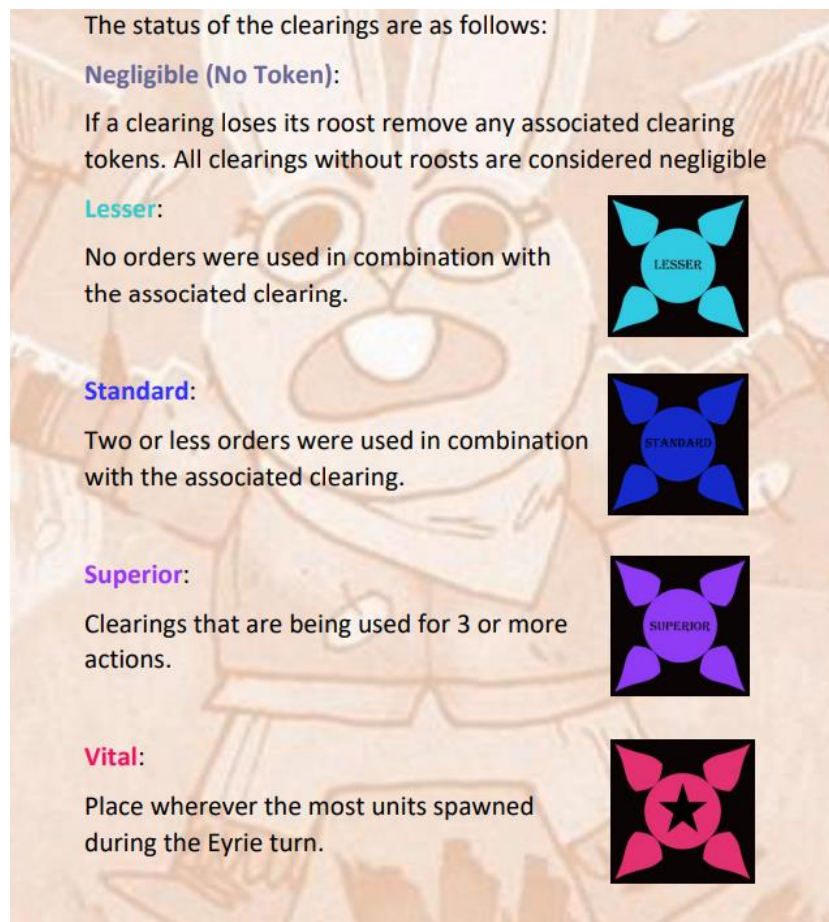 The status of the clearings are as follows:
Negligible (No Token):
If a clearing loses its roost remove any associated clearing
tokens. All clearings without roosts are considered negligible
Lesser:
No orders were used in combination with
the associated clearing.
LESSER
Standard:
Two or less orders were used in combination
with the associated clearing.
STANDARD
Superior:
Clearings that are being used for 3 or more
actions.
SUPERIOR
Vital:
Place wherever the most units spawned
during the Eyrie turn.